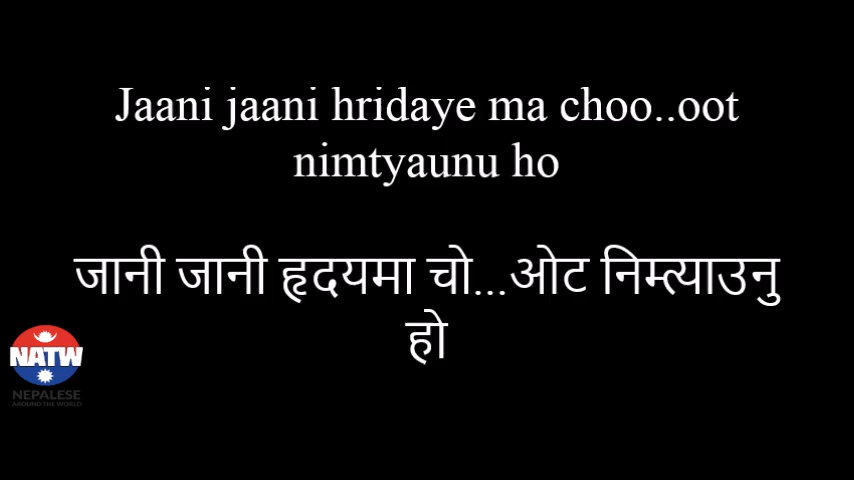 Jaani jaani hridaye ma choo..oot
nimtyaunu ho
जानी जानी हृदयमा चो...ओट निम्त्याउनु
हो
NATW
NEPALESE
AROUND THE WORLD